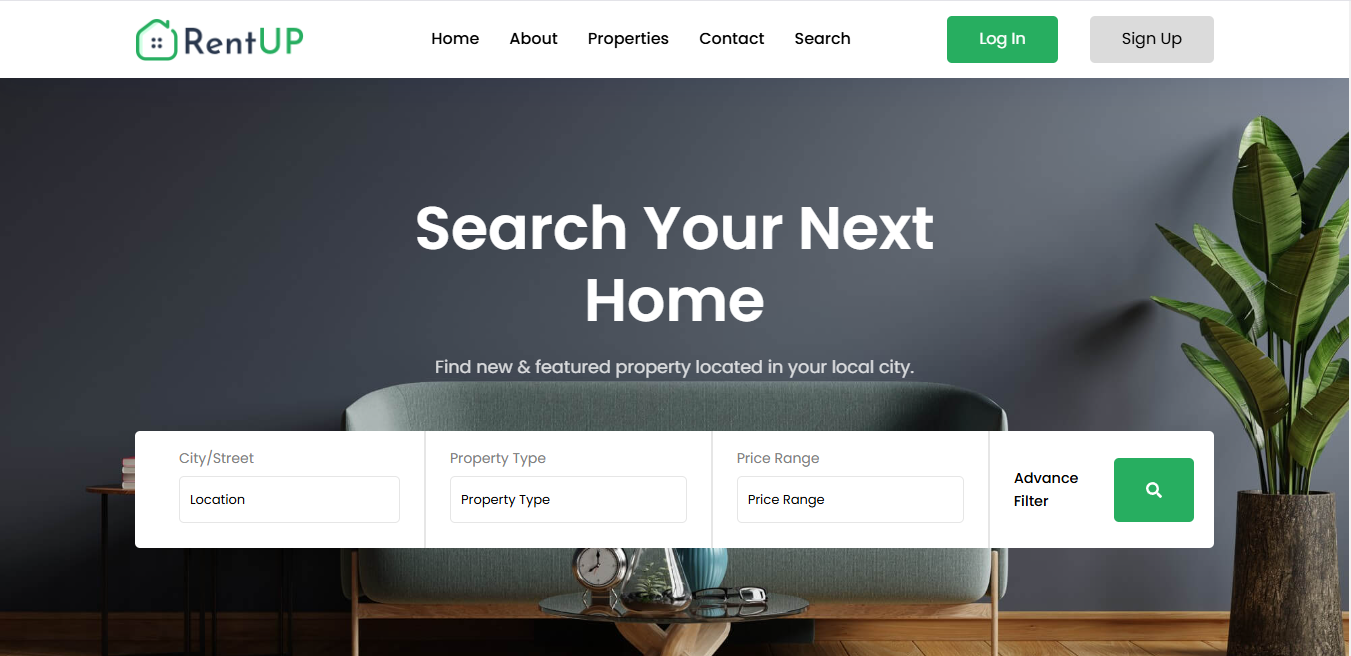 RentUP
Home About Properties Contact Search
Log In
Sign Up
Search Your Next
Home
Find new & featured property located in your local city.
City/Street
Location
Property Type
Property Type
Price Range
Price Range
Advance
Filter